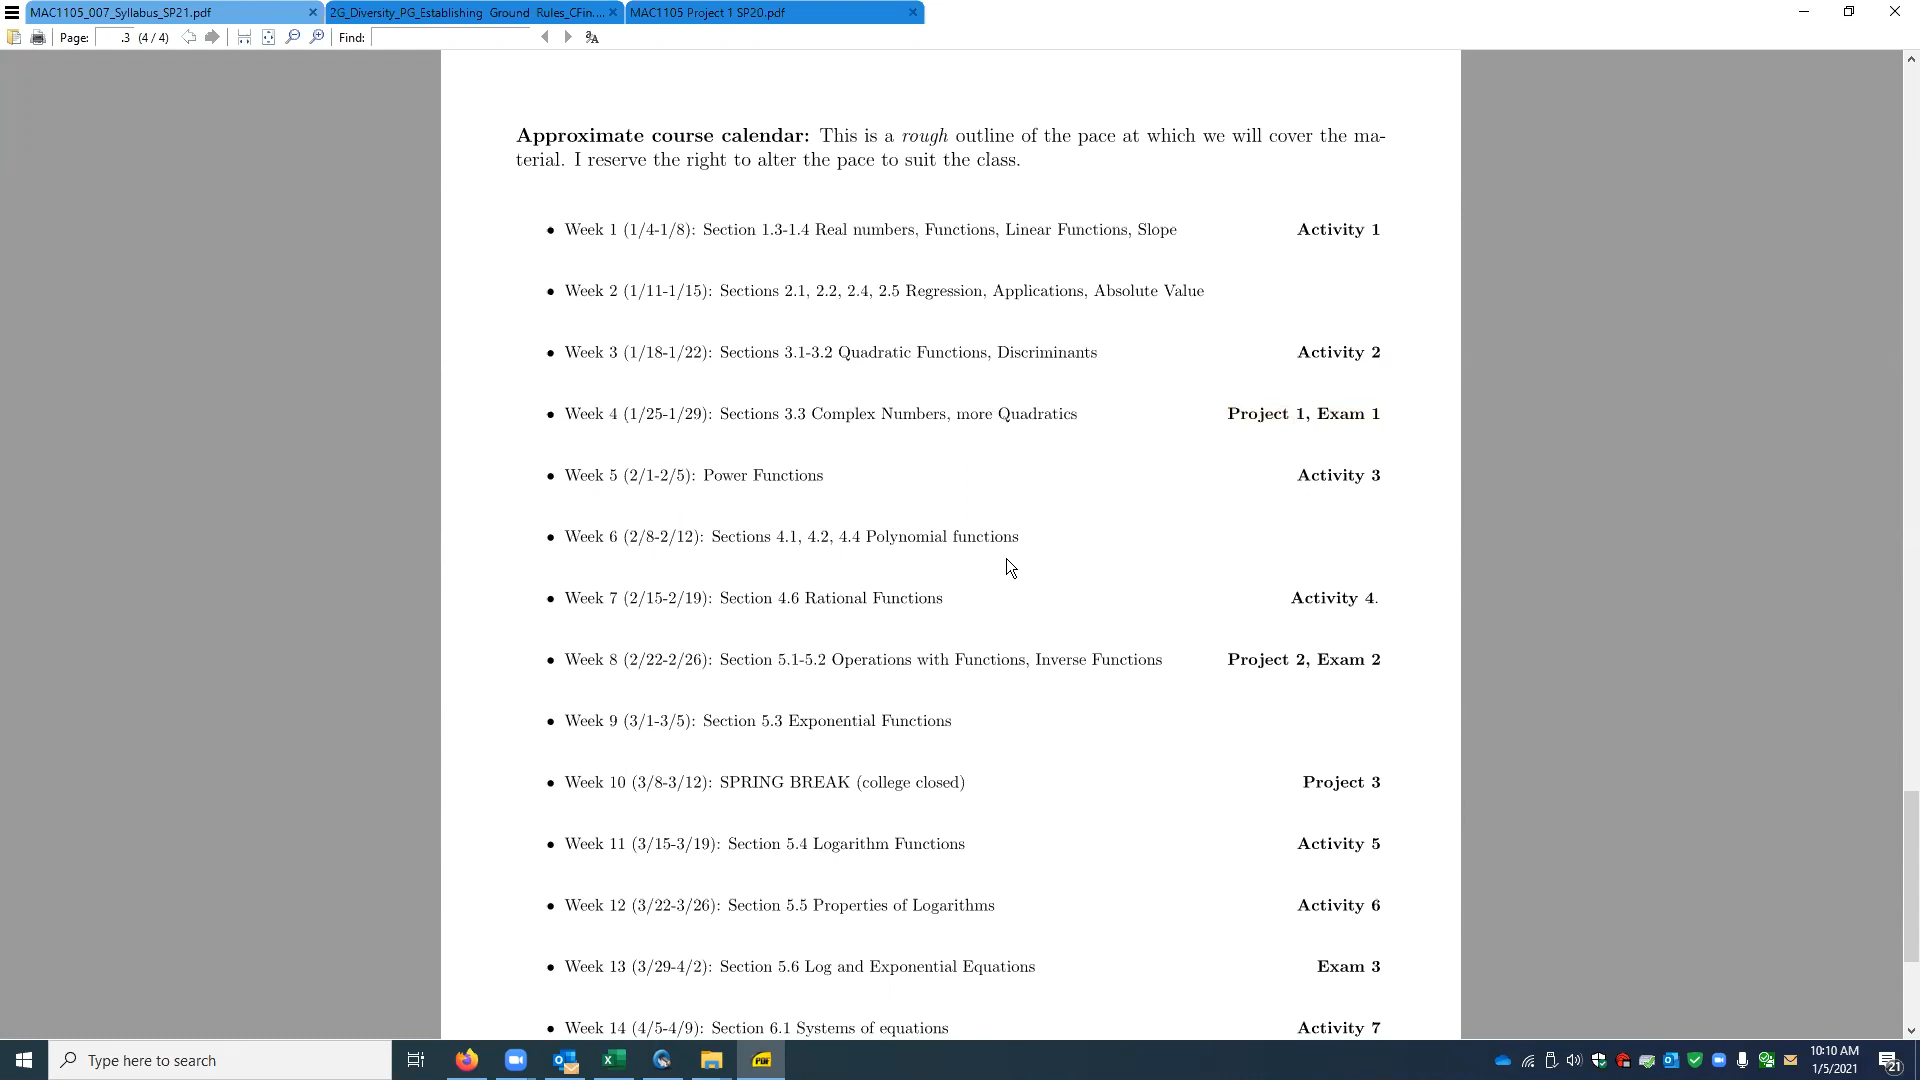 MAC1105_007_Syllabus_SP21.pdf
2G_Diversity_PG_Establishing Ground Rules_CFin....
MAC1105 Project 1 SP20.pdf
Page: .3 (4 / 4)
Find:
Approximate course calendar: This is a rough outline of the pace at which we will cover the ma-
terial. I reserve the right to alter the pace to suit the class.
• Week 1 (1/4-1/8): Section 1.3-1.4 Real numbers, Functions, Linear Functions, Slope Activity 1
• Week 2 (1/11-1/15): Sections 2.1, 2.2, 2.4, 2.5 Regression, Applications, Absolute Value
• Week 3 (1/18-1/22): Sections 3.1-3.2 Quadratic Functions, Discriminants Activity 2
• Week 4 (1/25-1/29): Sections 3.3 Complex Numbers, more Quadratics Project 1, Exam 1
• Week 5 (2/1-2/5): Power Functions Activity 3
• Week 6 (2/8-2/12): Sections 4.1, 4.2, 4.4 Polynomial functions
• Week 7 (2/15-2/19): Section 4.6 Rational Functions Activity 4.
• Week 8 (2/22-2/26): Section 5.1-5.2 Operations with Functions, Inverse Functions Project 2, Exam 2
• Week 9 (3/1-3/5): Section 5.3 Exponential Functions
• Week 10 (3/8-3/12): SPRING BREAK (college closed) Project 3
• Week 11 (3/15-3/19): Section 5.4 Logarithm Functions Activity 5
• Week 12 (3/22-3/26): Section 5.5 Properties of Logarithms Activity 6
• Week 13 (3/29-4/2): Section 5.6 Log and Exponential Equations Exam 3
• Week 14 (4/5-4/9): Section 6.1 Systems of equations Activity 7
Type here to search
PDF
10:10 AM
1/5/2021
21